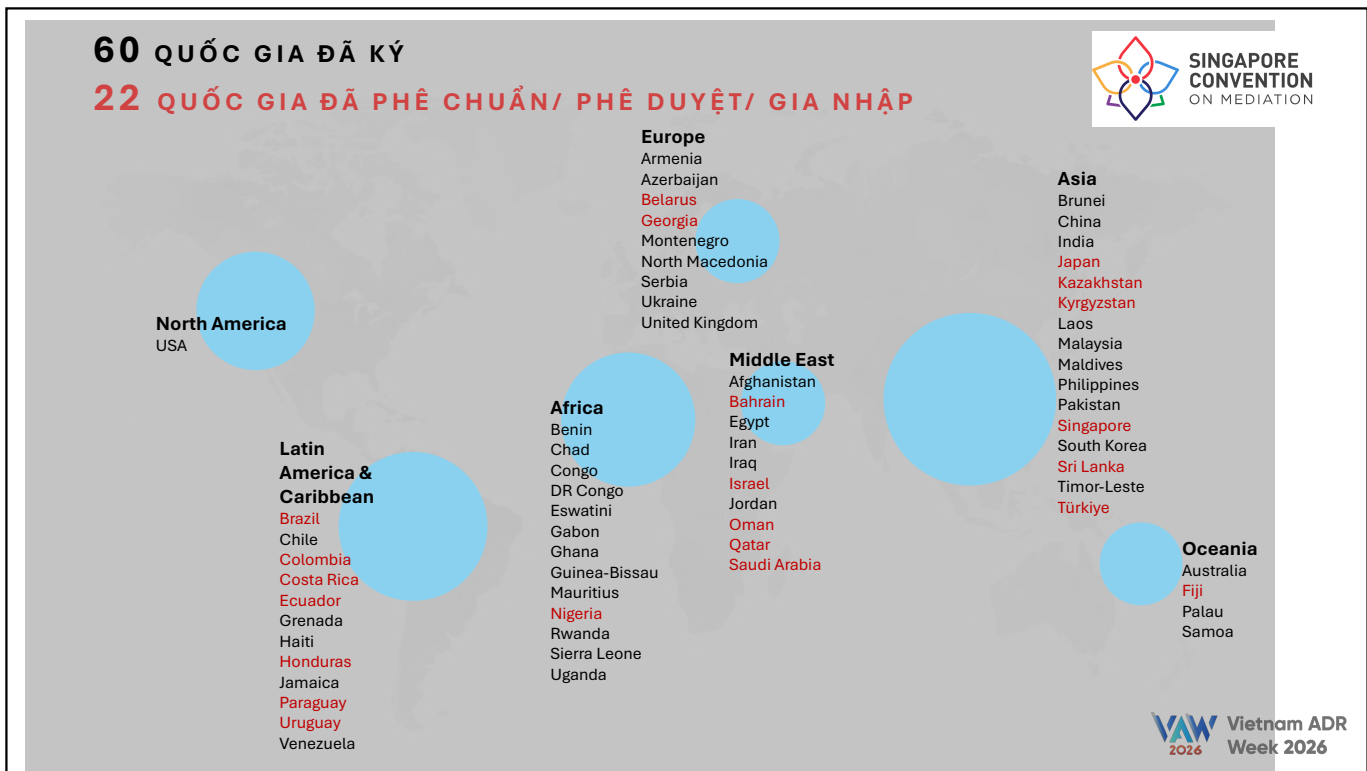 60 QUỐC GIA ĐÃ KÝ
22 QUỐC GIA ĐÃ PHÊ CHUẨN/ PHÊ DUYỆT/ GIA NHẬP
SINGAPORE
CONVENTION
ON MEDIATION
North America
USA
Latin
America &
Caribbean
Brazil
Chile
Colombia
Costa Rica
Ecuador
Grenada
Haiti
Honduras
Jamaica
Paraguay
Uruguay
Venezuela
Europe
Armenia
Azerbaijan
Belarus
Georgia
Montenegro
North Macedonia
Serbia
Ukraine
United Kingdom
Africa
Benin
Chad
Congo
DR Congo
Eswatini
Gabon
Ghana
Guinea-Bissau
Mauritius
Nigeria
Rwanda
Sierra Leone
Uganda
Middle East
Afghanistan
Bahrain
Egypt
Iran
Iraq
Israel
Jordan
Oman
Qatar
Saudi Arabia
Asia
Brunei
China
India
Japan
Kazakhstan
Kyrgyzstan
Laos
Malaysia
Maldives
Philippines
Pakistan
Singapore
South Korea
Sri Lanka
Timor-Leste
Türkiye
Oceania
Australia
Fiji
Palau
Samoa
VAW
2026
Vietnam ADR
Week 2026